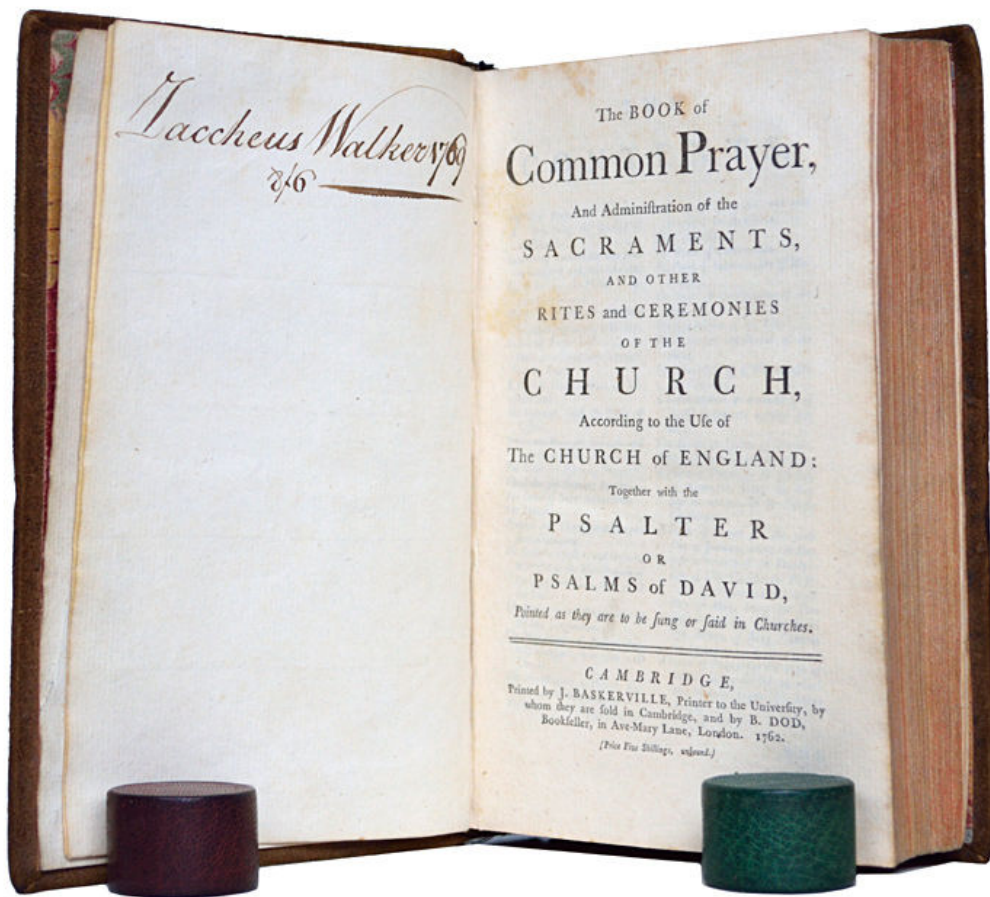 Zaccheus Walker 1769
8/6
The BOOK of
Common Prayer,
And Adminiſtration of the
SACRAMENTS,
AND OTHER
RITES and CEREMONIES
OF THE
CHURCH,
According to the Uſe of
The CHURCH of ENGLAND:
Together with the
PSALTER
OR
PSALMS of DAVID,
Pointed as they are to be ſung or ſaid in Churches.
CAMBRIDGE,
Printed by J. BASKERVILLE, Printer to the Univerſity, by
whom they are ſold in Cambridge, and by B. DOD,
Bookſeller, in Ave-Mary Lane, London. 1762.
[Price Five Shillings, unbound.]